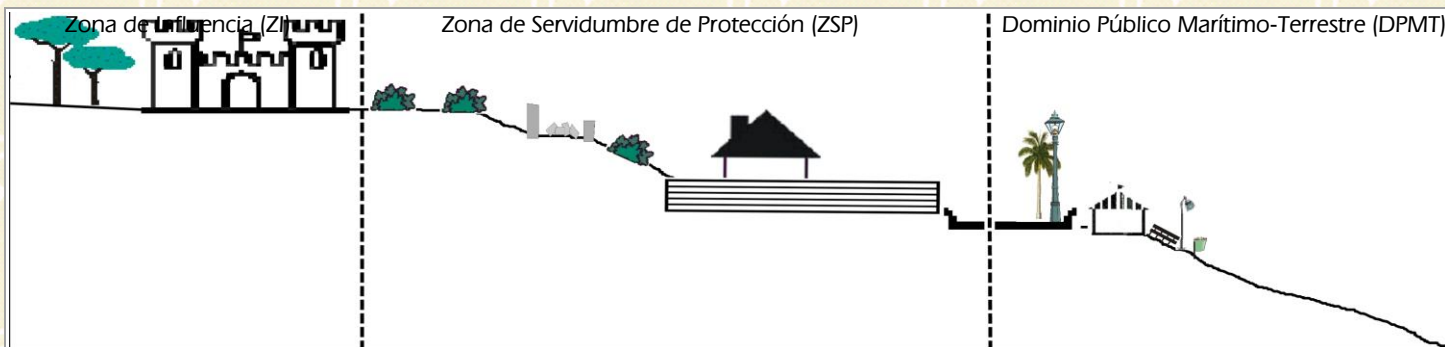 Zona de Influencia (ZI)
Zona de Servidumbre de Protección (ZSP)
Dominio Público Marítimo-Terrestre (DPMT)